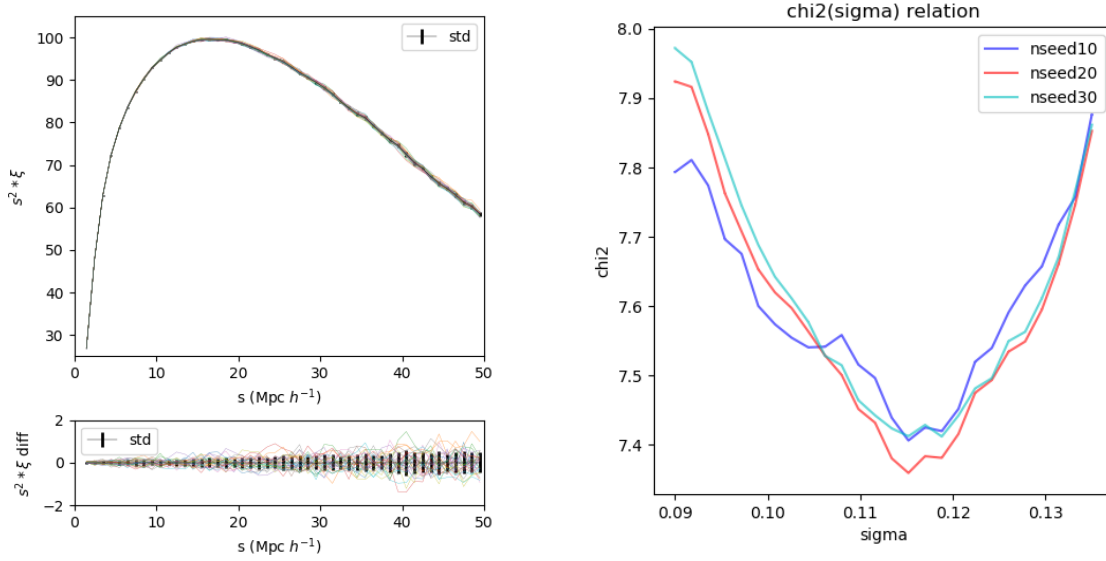 100
90
80
70
60
50
40
30
s² * ξ
std
0 10 20 30 40 50
s (Mpc h⁻¹)
2
0
−2
s² * ξ diff
std
0 10 20 30 40 50
s (Mpc h⁻¹)
chi2(sigma) relation
8.0
7.9
7.8
7.7
7.6
7.5
7.4
chi2
nseed10
nseed20
nseed30
0.09 0.10 0.11 0.12 0.13
sigma